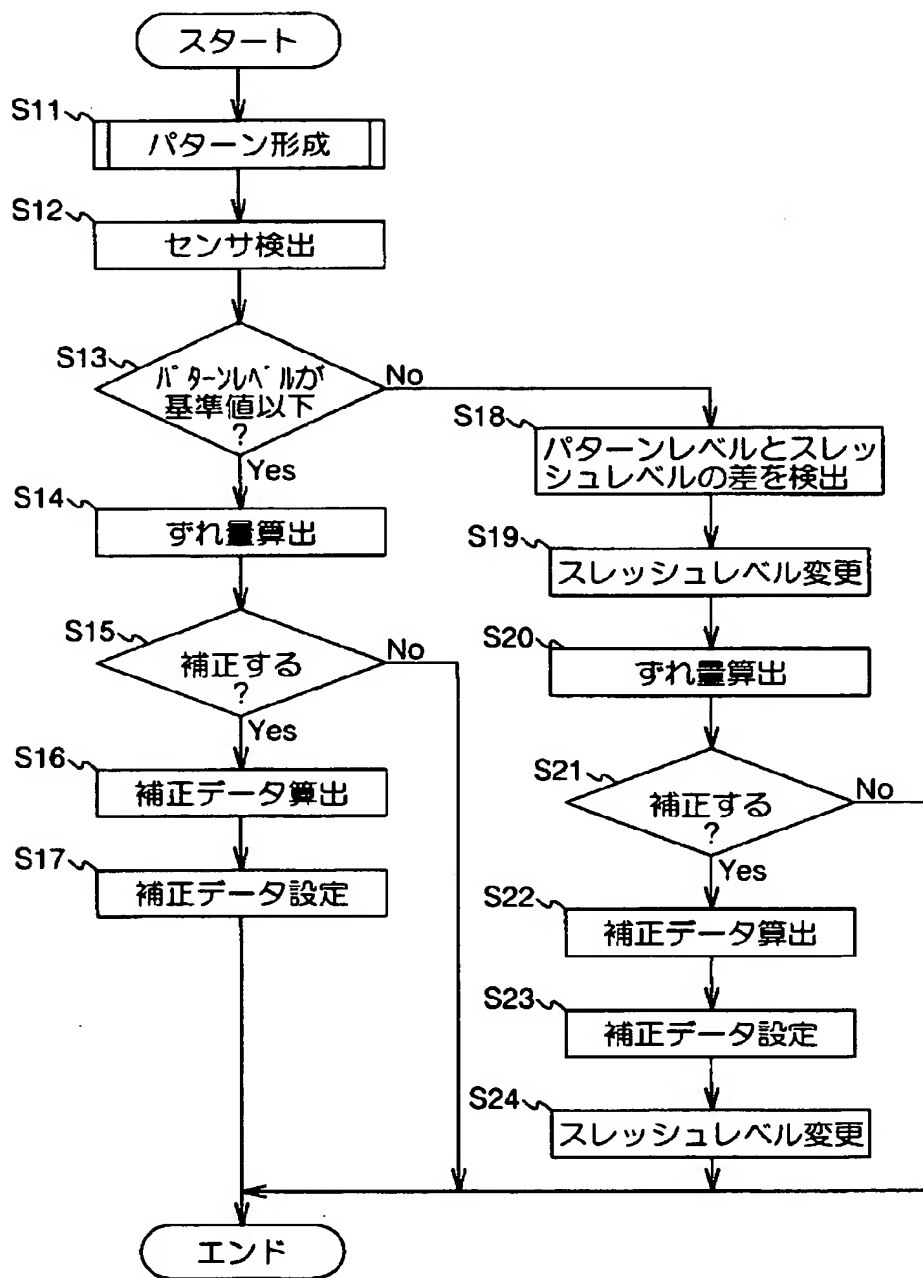 スタート
S11
パターン形成
S12
センサ検出
S13
パターンレベルが
基準値以下
?
No
Yes
S14
ずれ量算出
S15
補正する
?
No
Yes
S16
補正データ算出
S17
補正データ設定
S18
パターンレベルとスレッ
シュレベルの差を検出
S19
スレッシュレベル変更
S20
ずれ量算出
S21
補正する
?
No
Yes
S22
補正データ算出
S23
補正データ設定
S24
スレッシュレベル変更
エンド